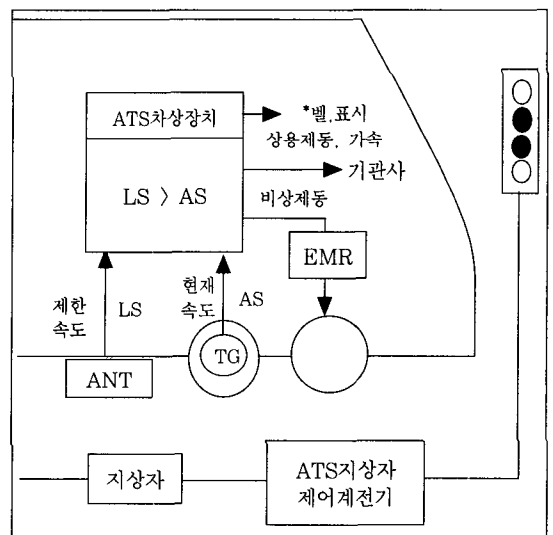 ATS차상장치
*벨,표시
상용제동, 가속
기관사
LS > AS
비상제동
EMR
제한
속도
LS
현재
속도
AS
TG
ANT
지상자
ATS지상자
제어계전기